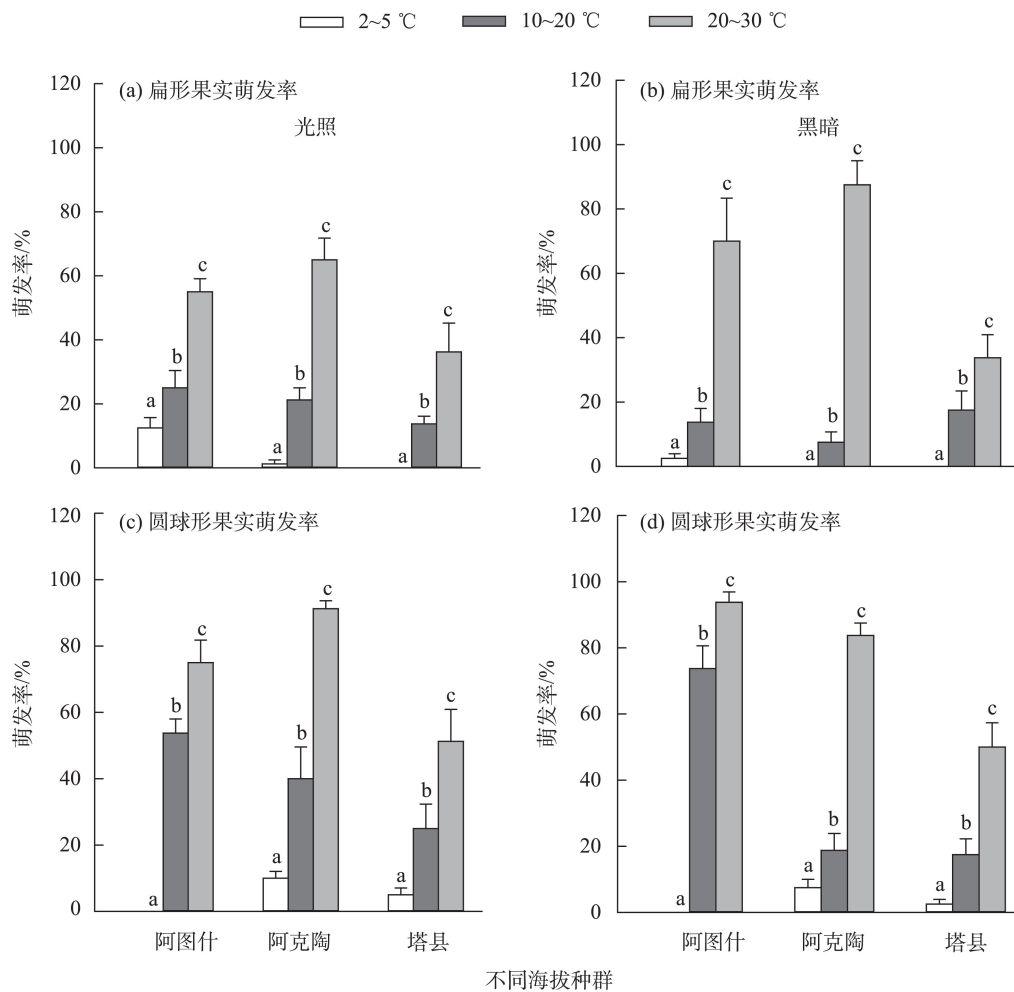 2~5 ℃ 10~20 ℃ 20~30 ℃
(a) 扁形果实萌发率
光照
萌发率/%
120
100
80
60
40
20
0
a b c
a b c
a b c
(b) 扁形果实萌发率
黑暗
萌发率/%
120
100
80
60
40
20
0
a b c
a b c
a b c
(c) 圆球形果实萌发率
萌发率/%
120
100
80
60
40
20
0
a b c
a b c
a b c
阿图什 阿克陶 塔县
(d) 圆球形果实萌发率
萌发率/%
120
100
80
60
40
20
0
a b c
a b c
a b c
阿图什 阿克陶 塔县
不同海拔种群